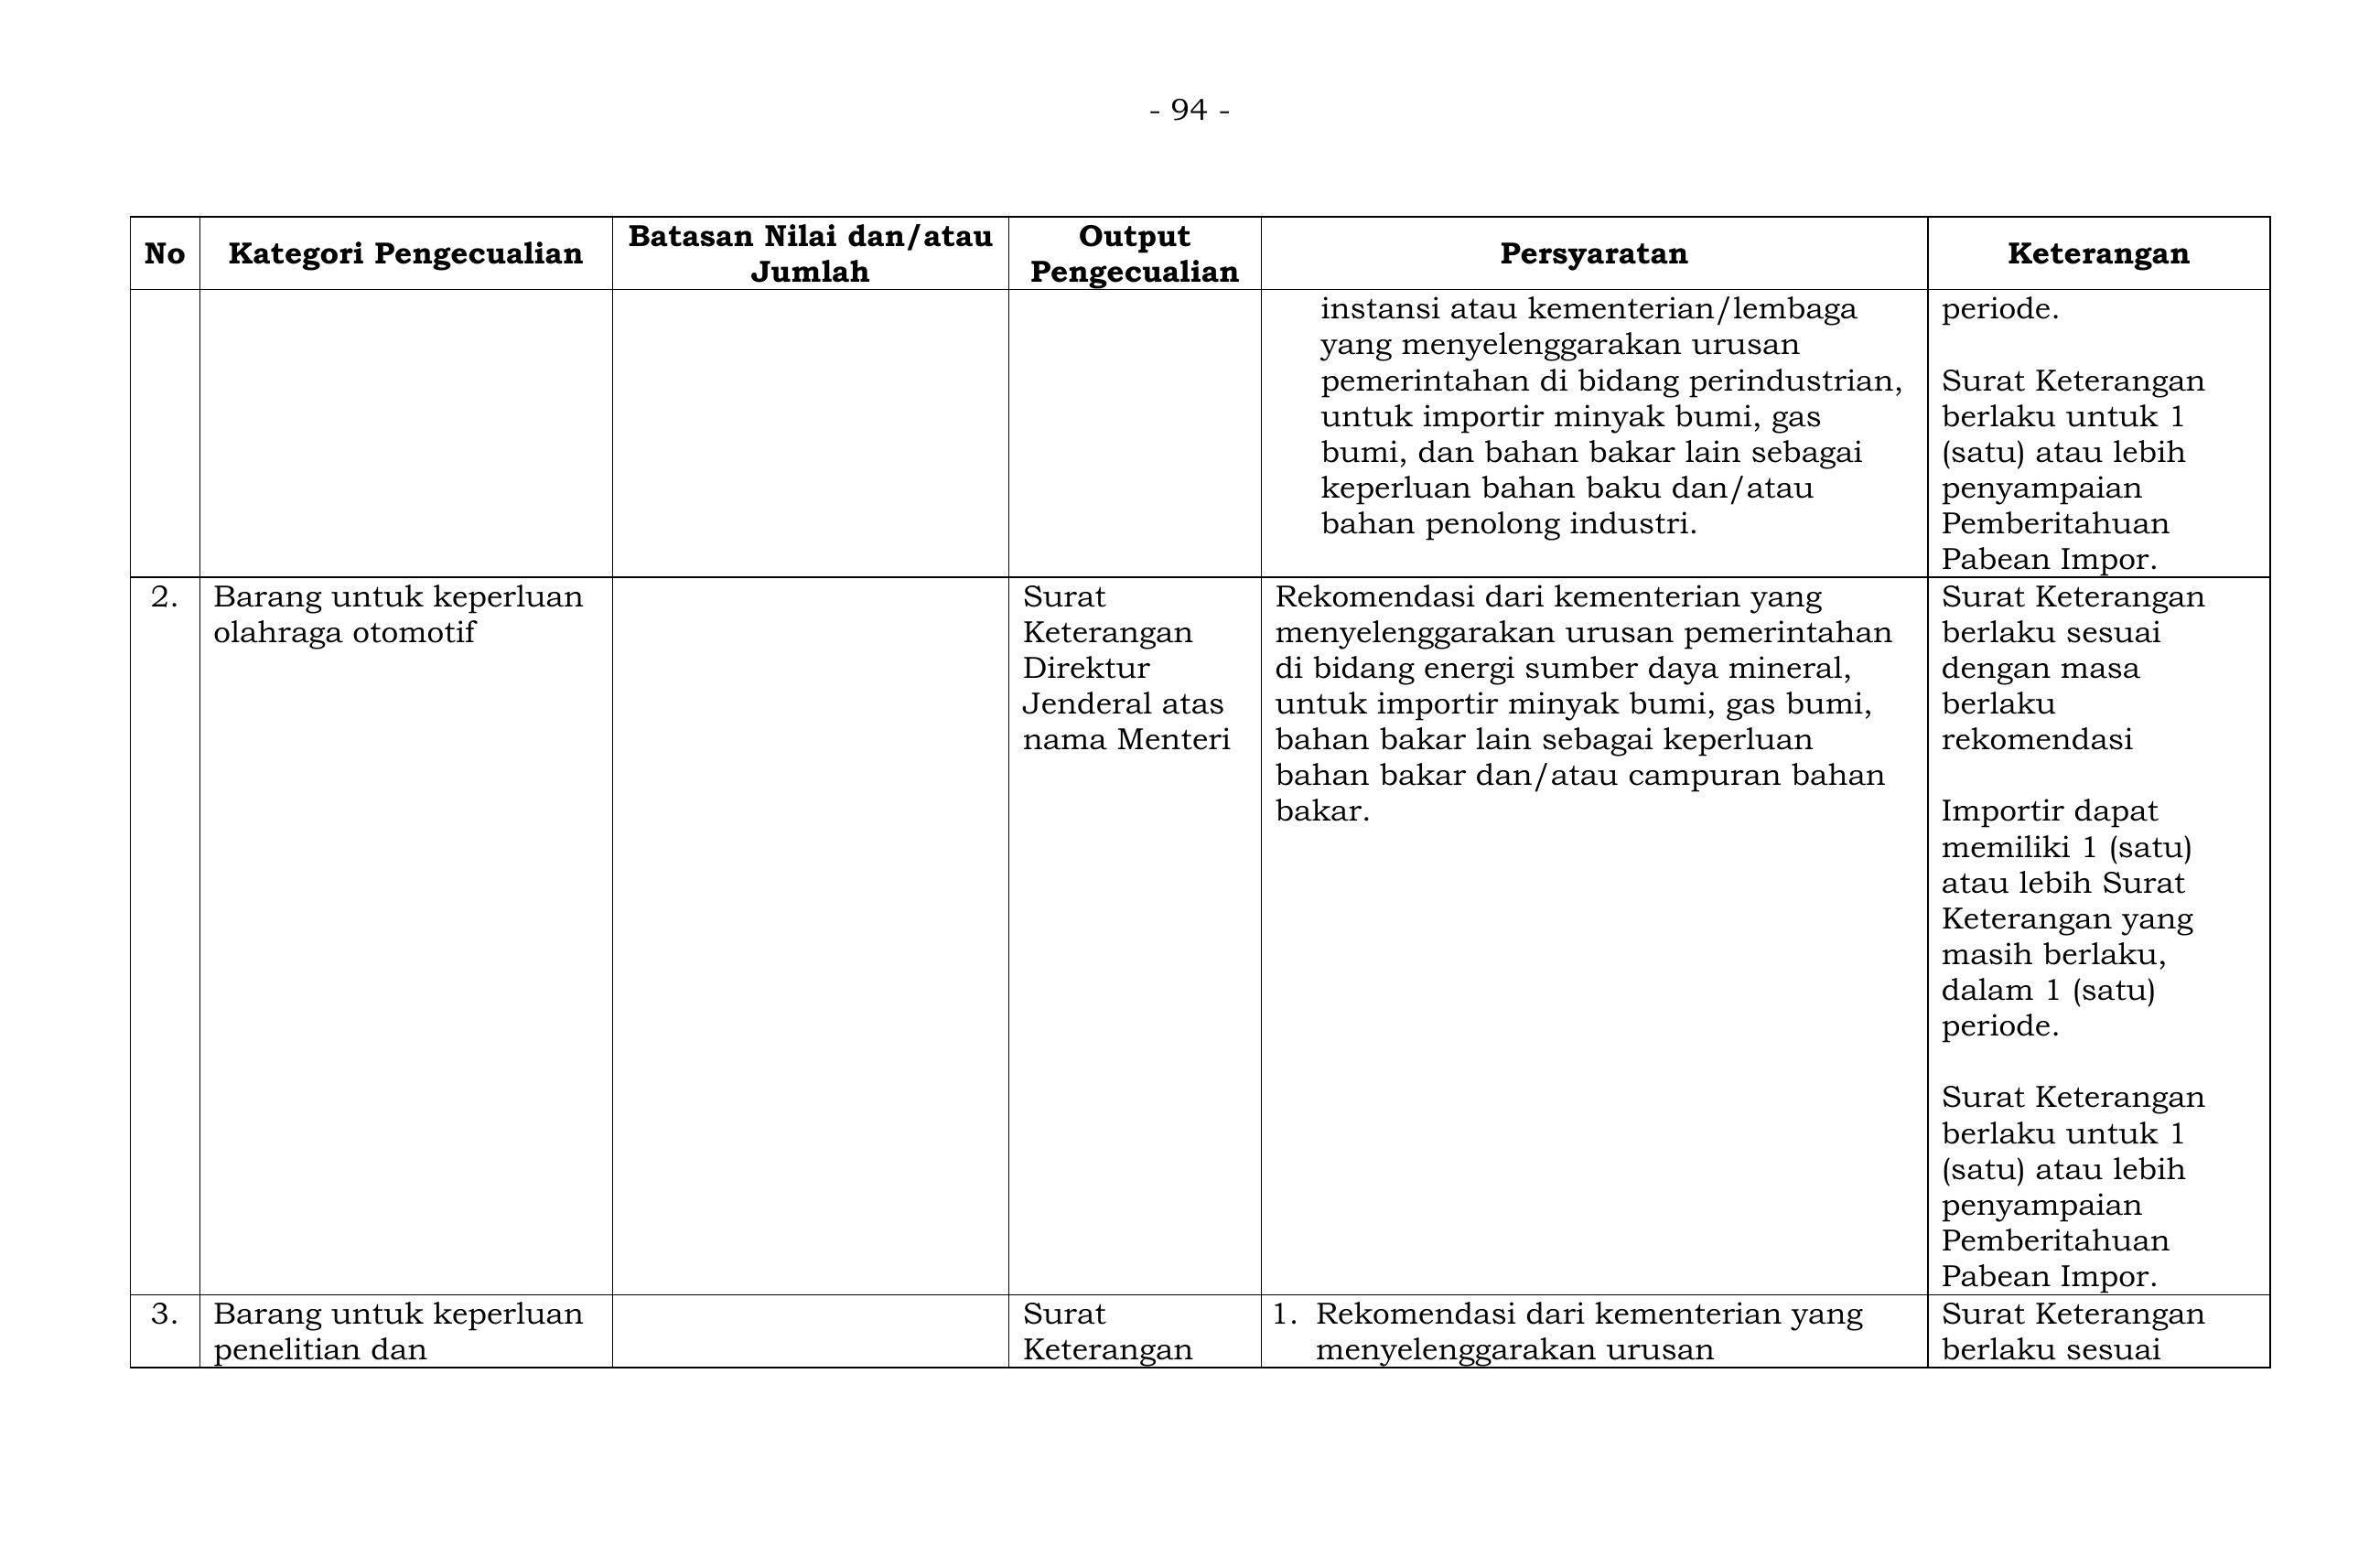 - 94 -
No
Kategori Pengecualian
Batasan Nilai dan/atau
Jumlah
Output
Pengecualian
Persyaratan
Keterangan
instansi atau kementerian/lembaga
yang menyelenggarakan urusan
pemerintahan di bidang perindustrian,
untuk importir minyak bumi, gas
bumi, dan bahan bakar lain sebagai
keperluan bahan baku dan/atau
bahan penolong industri.
periode.
Surat Keterangan
berlaku untuk 1
(satu) atau lebih
penyampaian
Pemberitahuan
Pabean Impor.
2.
Barang untuk keperluan
olahraga otomotif
Surat
Keterangan
Direktur
Jenderal atas
nama Menteri
Rekomendasi dari kementerian yang
menyelenggarakan urusan pemerintahan
di bidang energi sumber daya mineral,
untuk importir minyak bumi, gas bumi,
bahan bakar lain sebagai keperluan
bahan bakar dan/atau campuran bahan
bakar.
Surat Keterangan
berlaku sesuai
dengan masa
berlaku
rekomendasi
Importir dapat
memiliki 1 (satu)
atau lebih Surat
Keterangan yang
masih berlaku,
dalam 1 (satu)
periode.
Surat Keterangan
berlaku untuk 1
(satu) atau lebih
penyampaian
Pemberitahuan
Pabean Impor.
3.
Barang untuk keperluan
penelitian dan
Surat
Keterangan
1. Rekomendasi dari kementerian yang
menyelenggarakan urusan
Surat Keterangan
berlaku sesuai